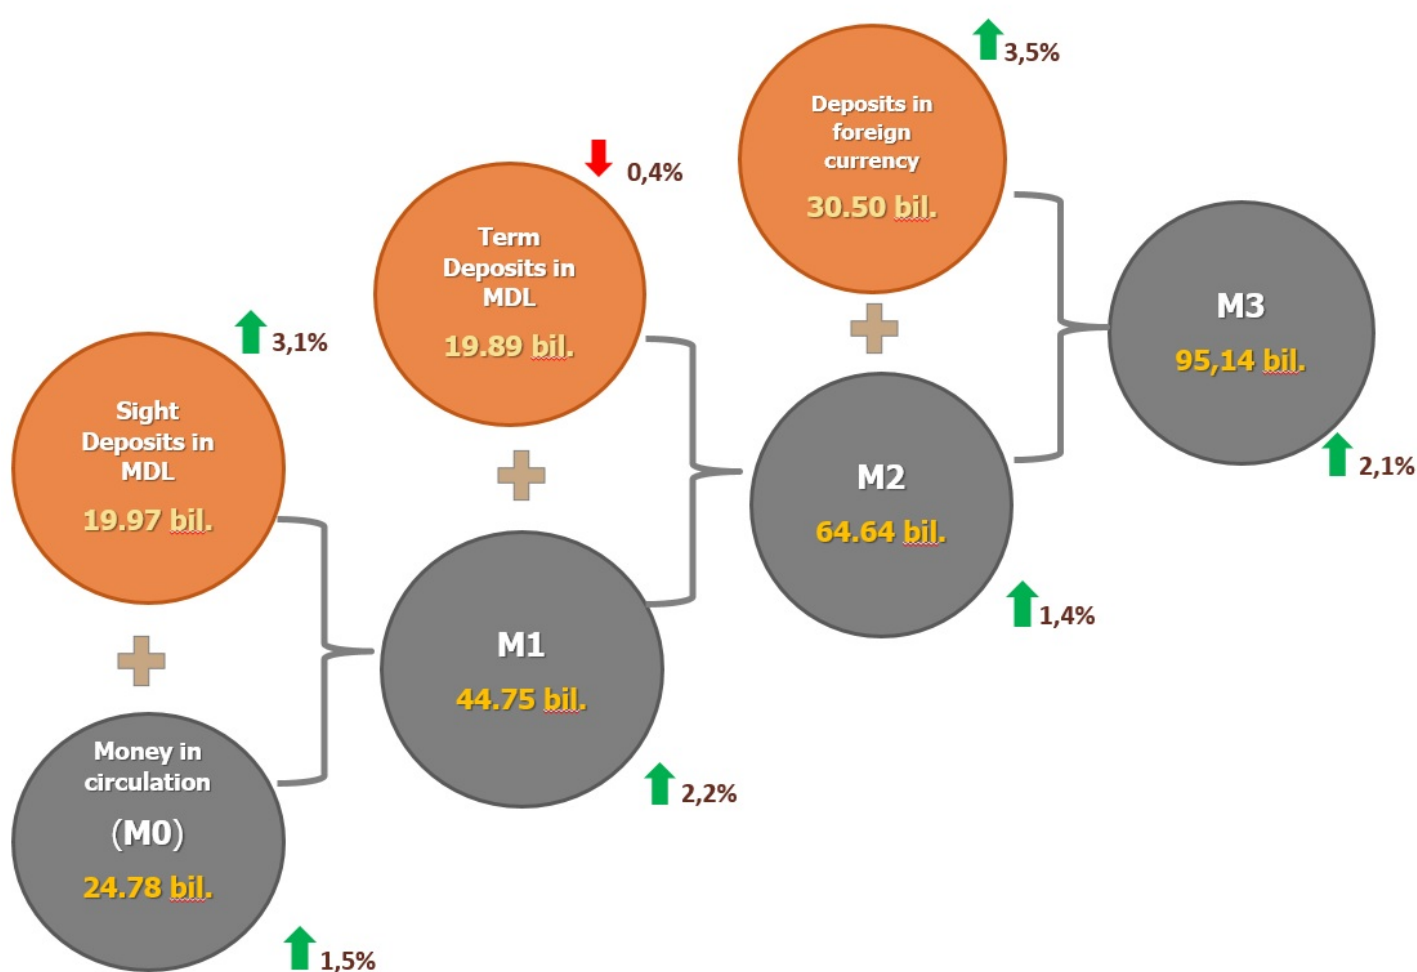 Sight
Deposits in
MDL
19.97 bil.
3,1%
Money in
circulation
(M0)
24.78 bil.
1,5%
Term
Deposits in
MDL
19.89 bil.
0,4%
M1
44.75 bil.
2,2%
Deposits in
foreign
currency
30.50 bil.
3,5%
M2
64.64 bil.
1,4%
M3
95,14 bil.
2,1%